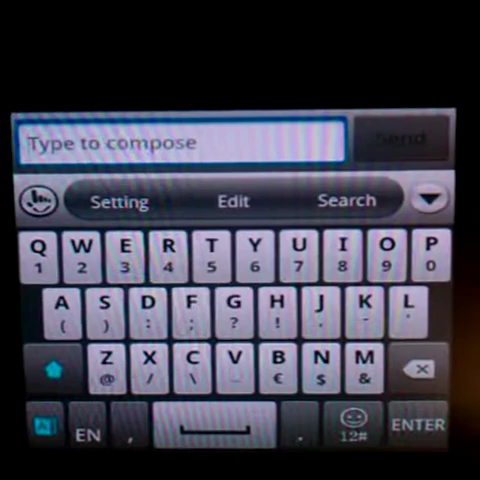 Type to compose Send
Setting Edit Search
Q W E R T Y U I O P
1 2 3 4 5 6 7 8 9 0
A S D F G H J K L
( ) : ; ? !
Z X C V B N M
@ / \ _ € $ &
EN , . 12# ENTER